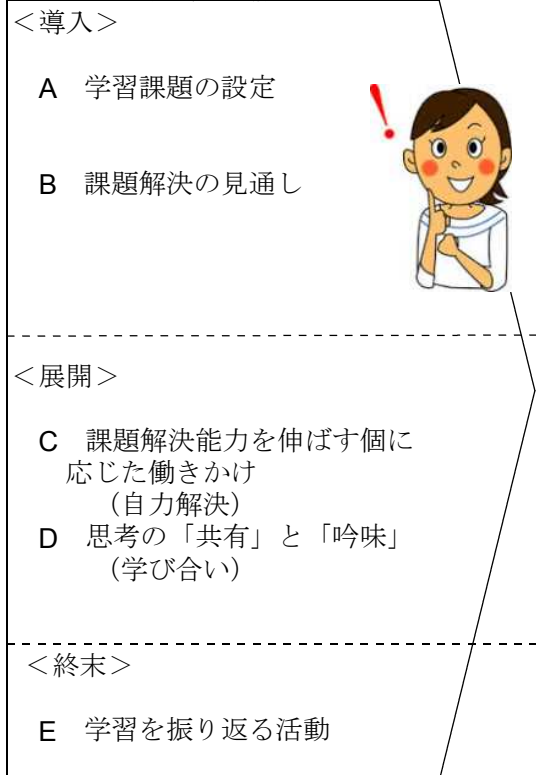 ＜導入＞
A 学習課題の設定
B 課題解決の見通し
＜展開＞
C 課題解決能力を伸ばす個に
応じた働きかけ
（自力解決）
D 思考の「共有」と「吟味」
（学び合い）
＜終末＞
E 学習を振り返る活動